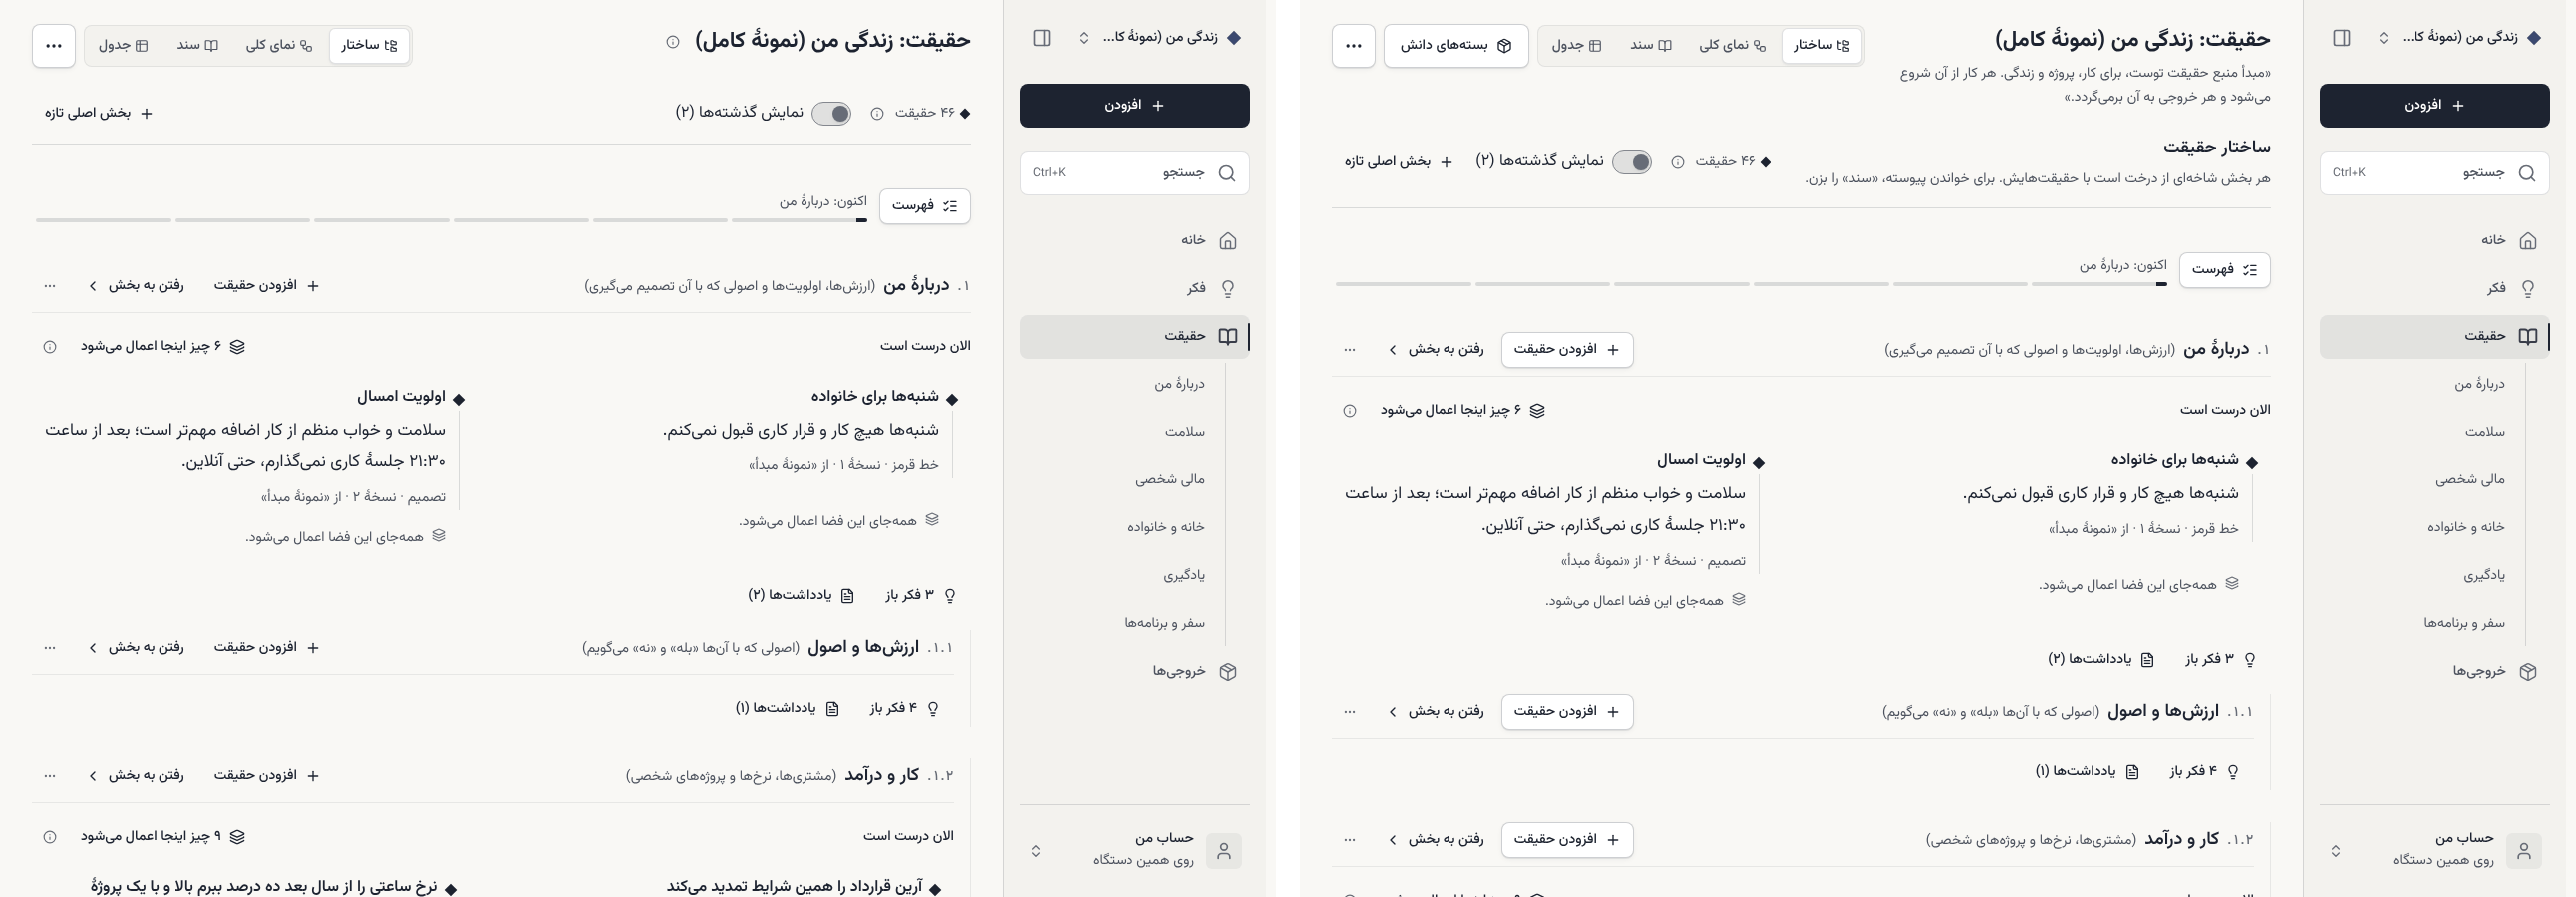 زندگی من (نمونهٔ کا...
افزودن
جستجو
Ctrl+K
خانه
فکر
حقیقت
دربارهٔ من
سلامت
مالی شخصی
خانه و خانواده
یادگیری
سفر و برنامه‌ها
خروجی‌ها
حساب من
روی همین دستگاه
حقیقت: زندگی من (نمونهٔ کامل)
«مبدأ منبع حقیقت توست، برای کار، پروژه و زندگی. هر کار از آن شروع
می‌شود و هر خروجی به آن برمی‌گردد.»
ساختار
نمای کلی
سند
جدول
بسته‌های دانش
ساختار حقیقت
هر بخش شاخه‌ای از درخت است با حقیقت‌هایش. برای خواندن پیوسته، «سند» را بزن.
۴۶ حقیقت
نمایش گذشته‌ها (۲)
بخش اصلی تازه
فهرست
اکنون: دربارهٔ من
۱. دربارهٔ من (ارزش‌ها، اولویت‌ها و اصولی که با آن تصمیم می‌گیری)
افزودن حقیقت
رفتن به بخش
الان درست است
۶ چیز اینجا اعمال می‌شود
شنبه‌ها برای خانواده
شنبه‌ها هیچ کار و قرار کاری قبول نمی‌کنم.
خط قرمز · نسخهٔ ۱ · از «نمونهٔ مبدأ»
همه‌جای این فضا اعمال می‌شود.
اولویت امسال
سلامت و خواب منظم از کار اضافه مهم‌تر است؛ بعد از ساعت
۲۱:۳۰ جلسهٔ کاری نمی‌گذارم، حتی آنلاین.
تصمیم · نسخهٔ ۲ · از «نمونهٔ مبدأ»
همه‌جای این فضا اعمال می‌شود.
۳ فکر باز
یادداشت‌ها (۲)
۱.۱. ارزش‌ها و اصول (اصولی که با آن‌ها «بله» و «نه» می‌گویم)
افزودن حقیقت
رفتن به بخش
۴ فکر باز
یادداشت‌ها (۱)
۱.۲. کار و درآمد (مشتری‌ها، نرخ‌ها و پروژه‌های شخصی)
افزودن حقیقت
رفتن به بخش
زندگی من (نمونهٔ کا...
افزودن
جستجو
Ctrl+K
خانه
فکر
حقیقت
دربارهٔ من
سلامت
مالی شخصی
خانه و خانواده
یادگیری
سفر و برنامه‌ها
خروجی‌ها
حساب من
روی همین دستگاه
حقیقت: زندگی من (نمونهٔ کامل)
ساختار
نمای کلی
سند
جدول
۴۶ حقیقت
نمایش گذشته‌ها (۲)
بخش اصلی تازه
فهرست
اکنون: دربارهٔ من
۱. دربارهٔ من (ارزش‌ها، اولویت‌ها و اصولی که با آن تصمیم می‌گیری)
افزودن حقیقت
رفتن به بخش
الان درست است
۶ چیز اینجا اعمال می‌شود
شنبه‌ها برای خانواده
شنبه‌ها هیچ کار و قرار کاری قبول نمی‌کنم.
خط قرمز · نسخهٔ ۱ · از «نمونهٔ مبدأ»
همه‌جای این فضا اعمال می‌شود.
اولویت امسال
سلامت و خواب منظم از کار اضافه مهم‌تر است؛ بعد از ساعت
۲۱:۳۰ جلسهٔ کاری نمی‌گذارم، حتی آنلاین.
تصمیم · نسخهٔ ۲ · از «نمونهٔ مبدأ»
همه‌جای این فضا اعمال می‌شود.
۳ فکر باز
یادداشت‌ها (۲)
۱.۱. ارزش‌ها و اصول (اصولی که با آن‌ها «بله» و «نه» می‌گویم)
افزودن حقیقت
رفتن به بخش
۴ فکر باز
یادداشت‌ها (۱)
۱.۲. کار و درآمد (مشتری‌ها، نرخ‌ها و پروژه‌های شخصی)
افزودن حقیقت
رفتن به بخش
الان درست است
۹ چیز اینجا اعمال می‌شود
آرین قرارداد را همین شرایط تمدید می‌کند
نرخ ساعتی را از سال بعد ده درصد ببرم بالا و با یک پروژهٔ